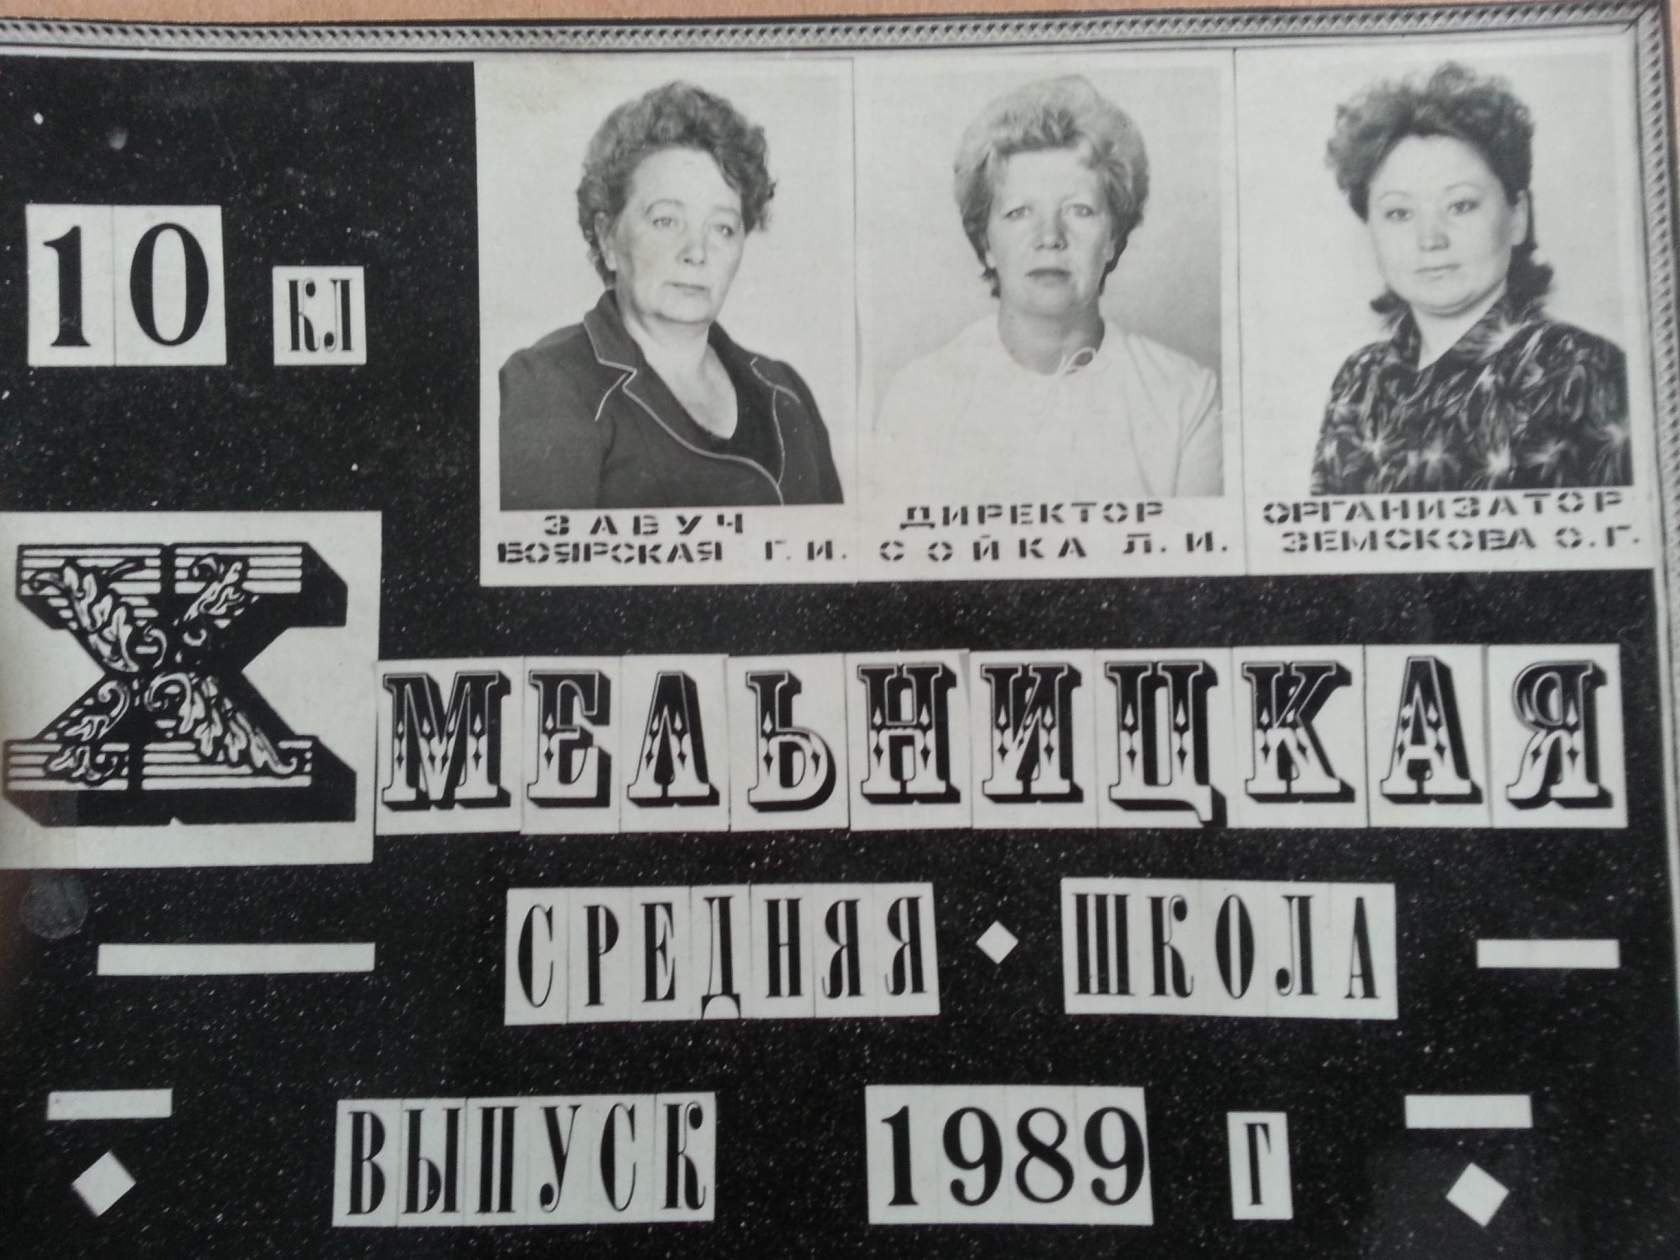 10 КЛ
ЗАВУЧ
БОЯРСКАЯ Г. И.
ДИРЕКТОР
СОЙКА Л. И.
ОРГАНИЗАТОР
ЗЕМСКОВА О. Г.
ХМЕЛЬНИЦКАЯ
СРЕДНЯЯ ШКОЛА
ВЫПУСК 1989 Г